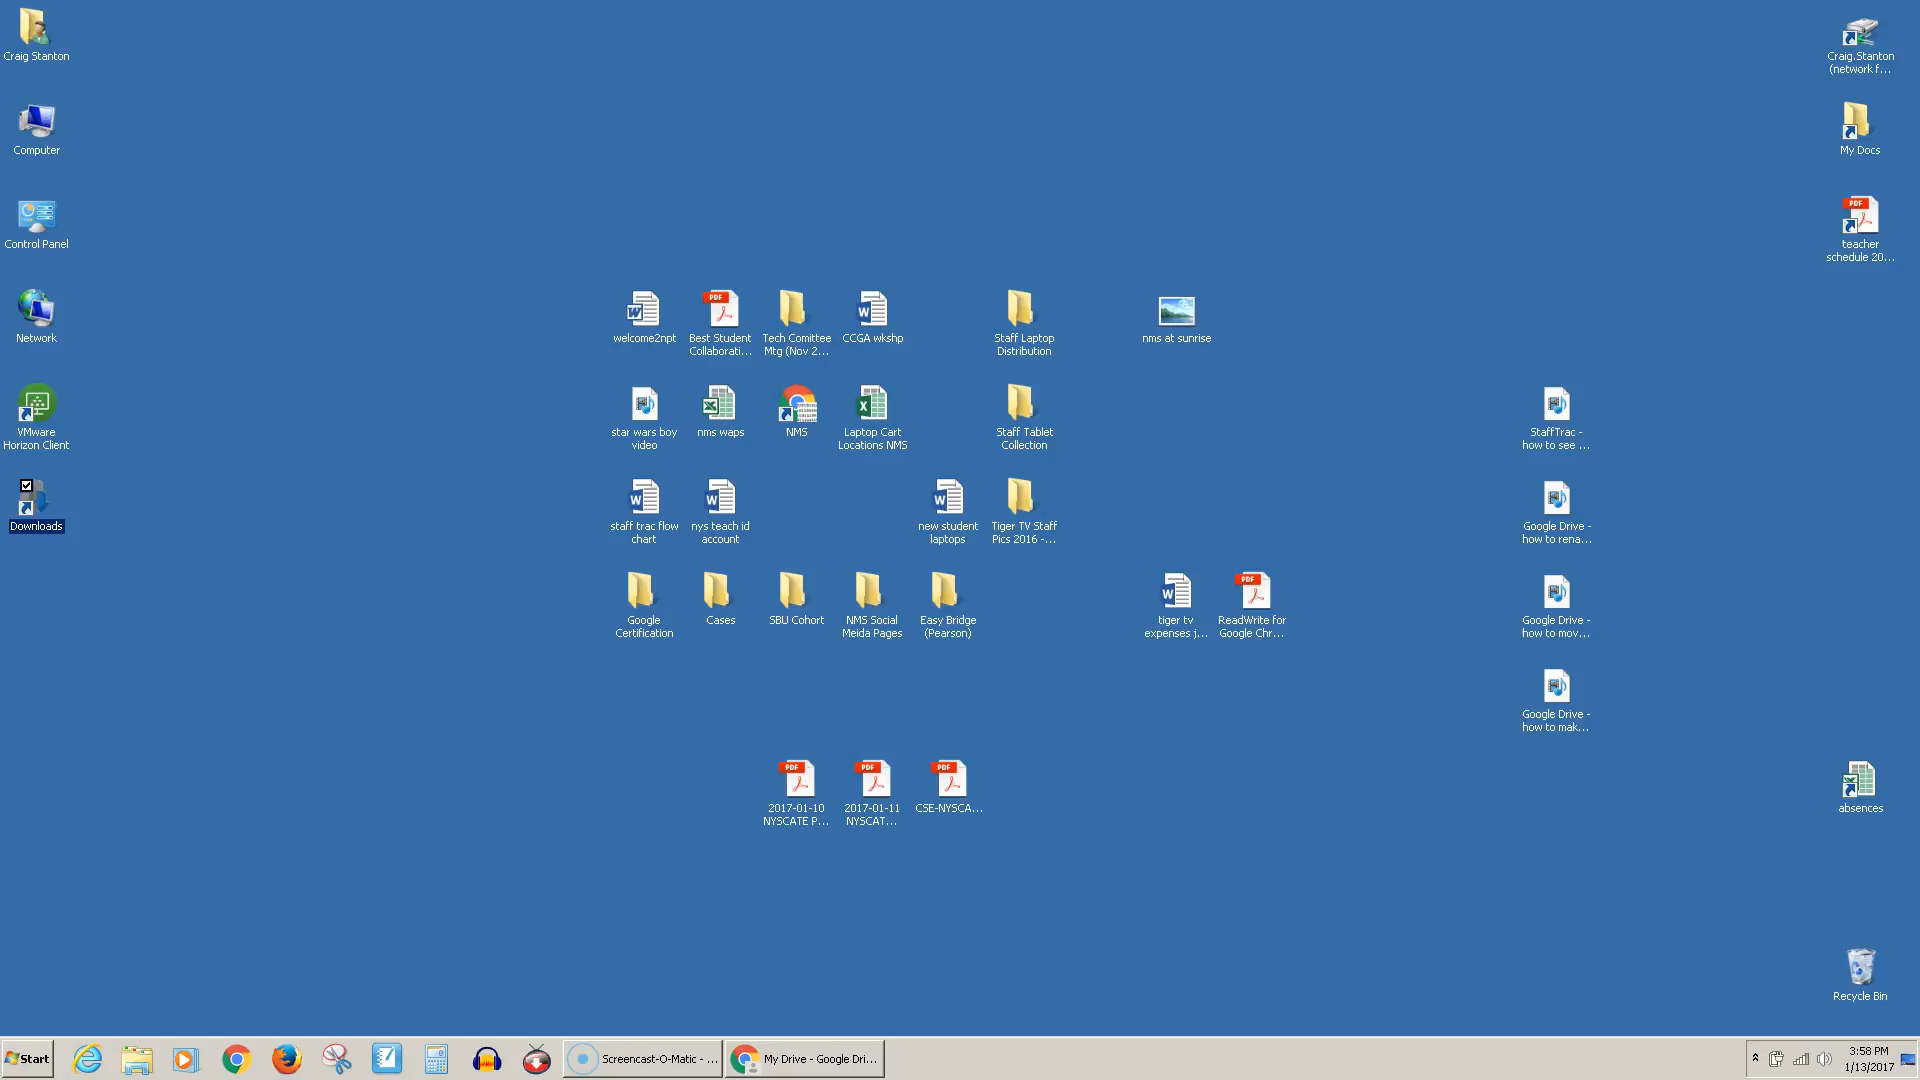 Craig Stanton
Craig.Stanton
(network f...
Computer
My Docs
Control Panel
PDF
teacher
schedule 20...
Network
welcome2npt
PDF
Best Student
Collaborati...
Tech Comittee
Mtg (Nov 2...
CCGA wkshp
Staff Laptop
Distribution
nms at sunrise
VMware
Horizon Client
star wars boy
video
nms waps
NMS
Laptop Cart
Locations NMS
Staff Tablet
Collection
StaffTrac -
how to see ...
Downloads
staff trac flow
chart
nys teach id
account
new student
laptops
Tiger TV Staff
Pics 2016 -...
Google Drive -
how to rena...
Google
Certification
Cases
SBU Cohort
NMS Social
Meida Pages
Easy Bridge
(Pearson)
tiger tv
expenses j...
PDF
ReadWrite for
Google Chr...
Google Drive -
how to mov...
Google Drive -
how to mak...
PDF
2017-01-10
NYSCATE P...
PDF
2017-01-11
NYSCAT...
PDF
CSE-NYSCA...
absences
Recycle Bin
Start
Screencast-O-Matic - ...
My Drive - Google Dri...
3:58 PM
1/13/2017